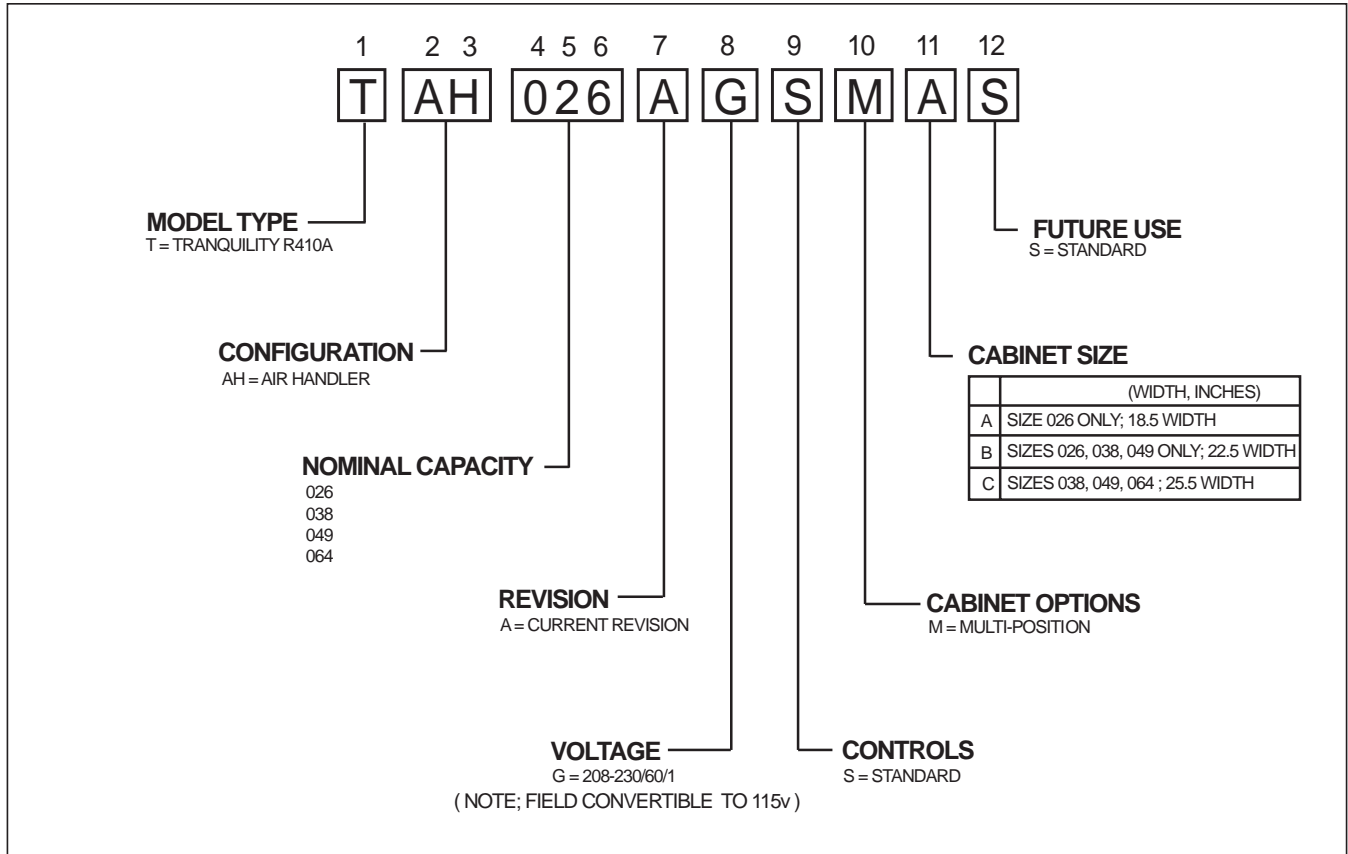 1 2 3 4 5 6 7 8 9 10 11 12
T AH 026 A G S M A S
MODEL TYPE
T = TRANQUILITY R410A
FUTURE USE
S = STANDARD
CONFIGURATION
AH = AIR HANDLER
CABINET SIZE
(WIDTH, INCHES)
A SIZE 026 ONLY; 18.5 WIDTH
B SIZES 026, 038, 049 ONLY; 22.5 WIDTH
C SIZES 038, 049, 064 ; 25.5 WIDTH
NOMINAL CAPACITY
026
038
049
064
REVISION
A = CURRENT REVISION
CABINET OPTIONS
M = MULTI-POSITION
VOLTAGE
G = 208-230/60/1
( NOTE; FIELD CONVERTIBLE TO 115v )
CONTROLS
S = STANDARD